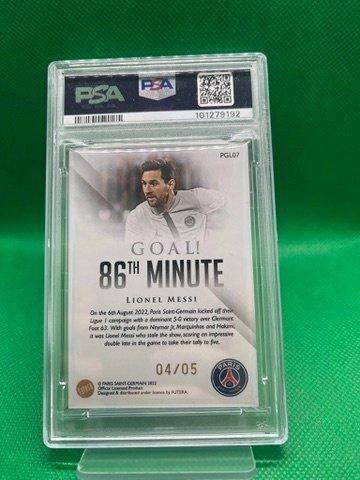 PSA
PSA
101279192
PGL07
GOAL!
86TH MINUTE
LIONEL MESSI
On the 6th August 2022, Paris Saint-Germain kicked off their
Ligue 1 campaign with a dominant 5-0 victory over Clermont
Foot 63. With goals from Neymar Jr, Marquinhos and Hakimi,
it was Lionel Messi who stole the show, scoring an impressive
double late in the game to take their tally to five.
04/05
© PARIS SAINT-GERMAIN 2022
Official Licensed Product
Designed & distributed under licence by FUTERA.
PARIS